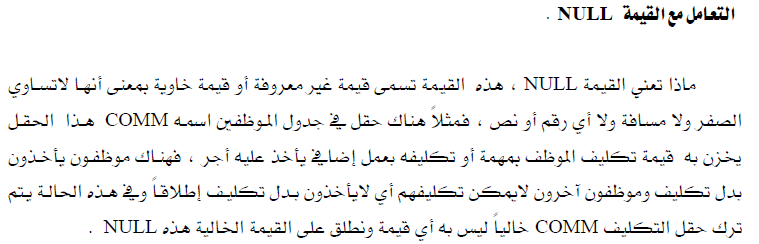 التعامل مع القيمة NULL .
ماذا تعني القيمة NULL ، هذه القيمة تسمى قيمة غير معروفة أو قيمة خاوية بمعنى أنها لاتساوي
الصفر ولا مسافة ولا أي رقم أو نص ، فمثلاً هناك حقل في جدول الموظفين اسمه COMM هذا الحقل
يخزن به قيمة تكليف الموظف بمهمة أو تكليفه بعمل إضافي يأخذ عليه أجر ، فهناك موظفون يأخذون
بدل تكليف وموظفون آخرون لايمكن تكليفهم أي لايأخذون بدل تكليف إطلاقاً وفي هذه الحالة يتم
ترك حقل التكليف COMM خالياً ليس به أي قيمة ونطلق على القيمة الخالية هذه NULL .